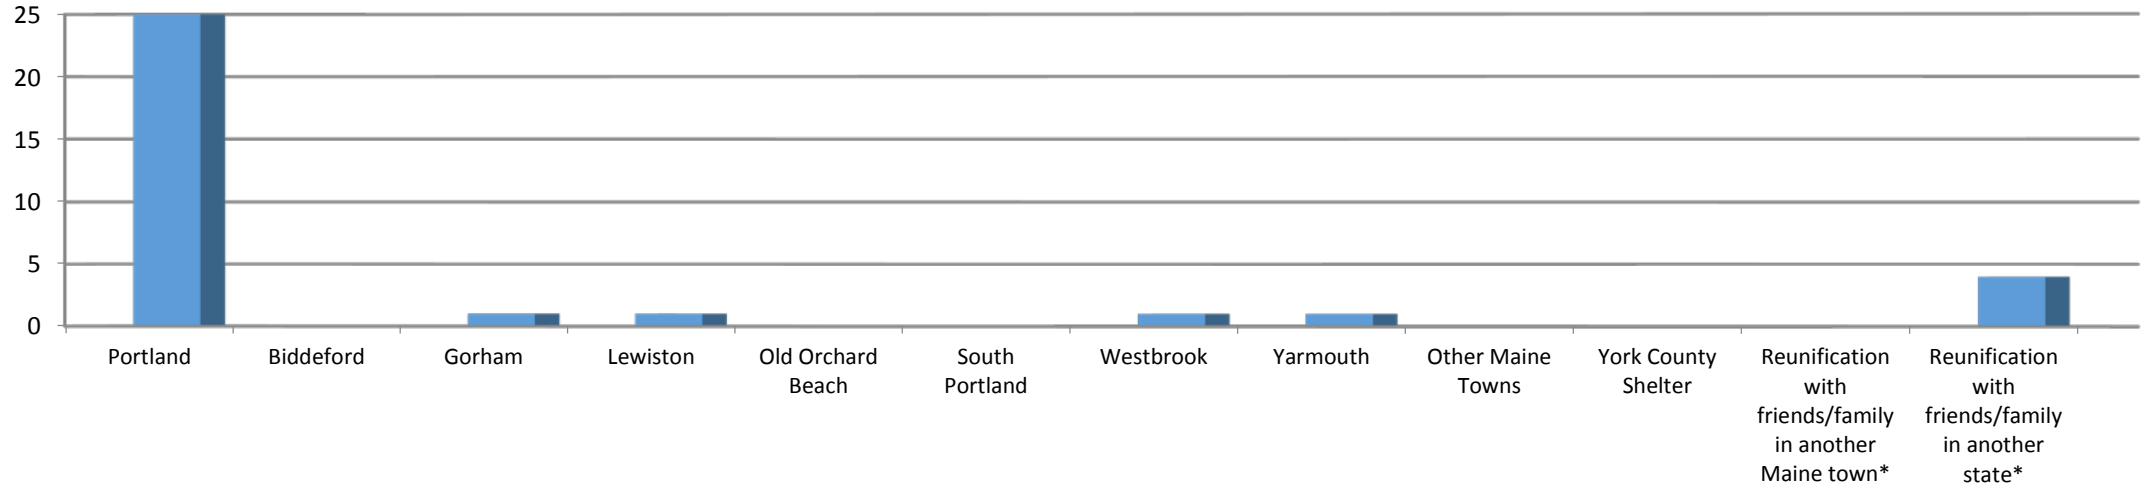 25
20
15
10
5
0
Portland
Biddeford
Gorham
Lewiston
Old Orchard
Beach
South
Portland
Westbrook
Yarmouth
Other Maine
Towns
York County
Shelter
Reunification
with
friends/family
in another
Maine town*
Reunification
with
friends/family
in another
state*